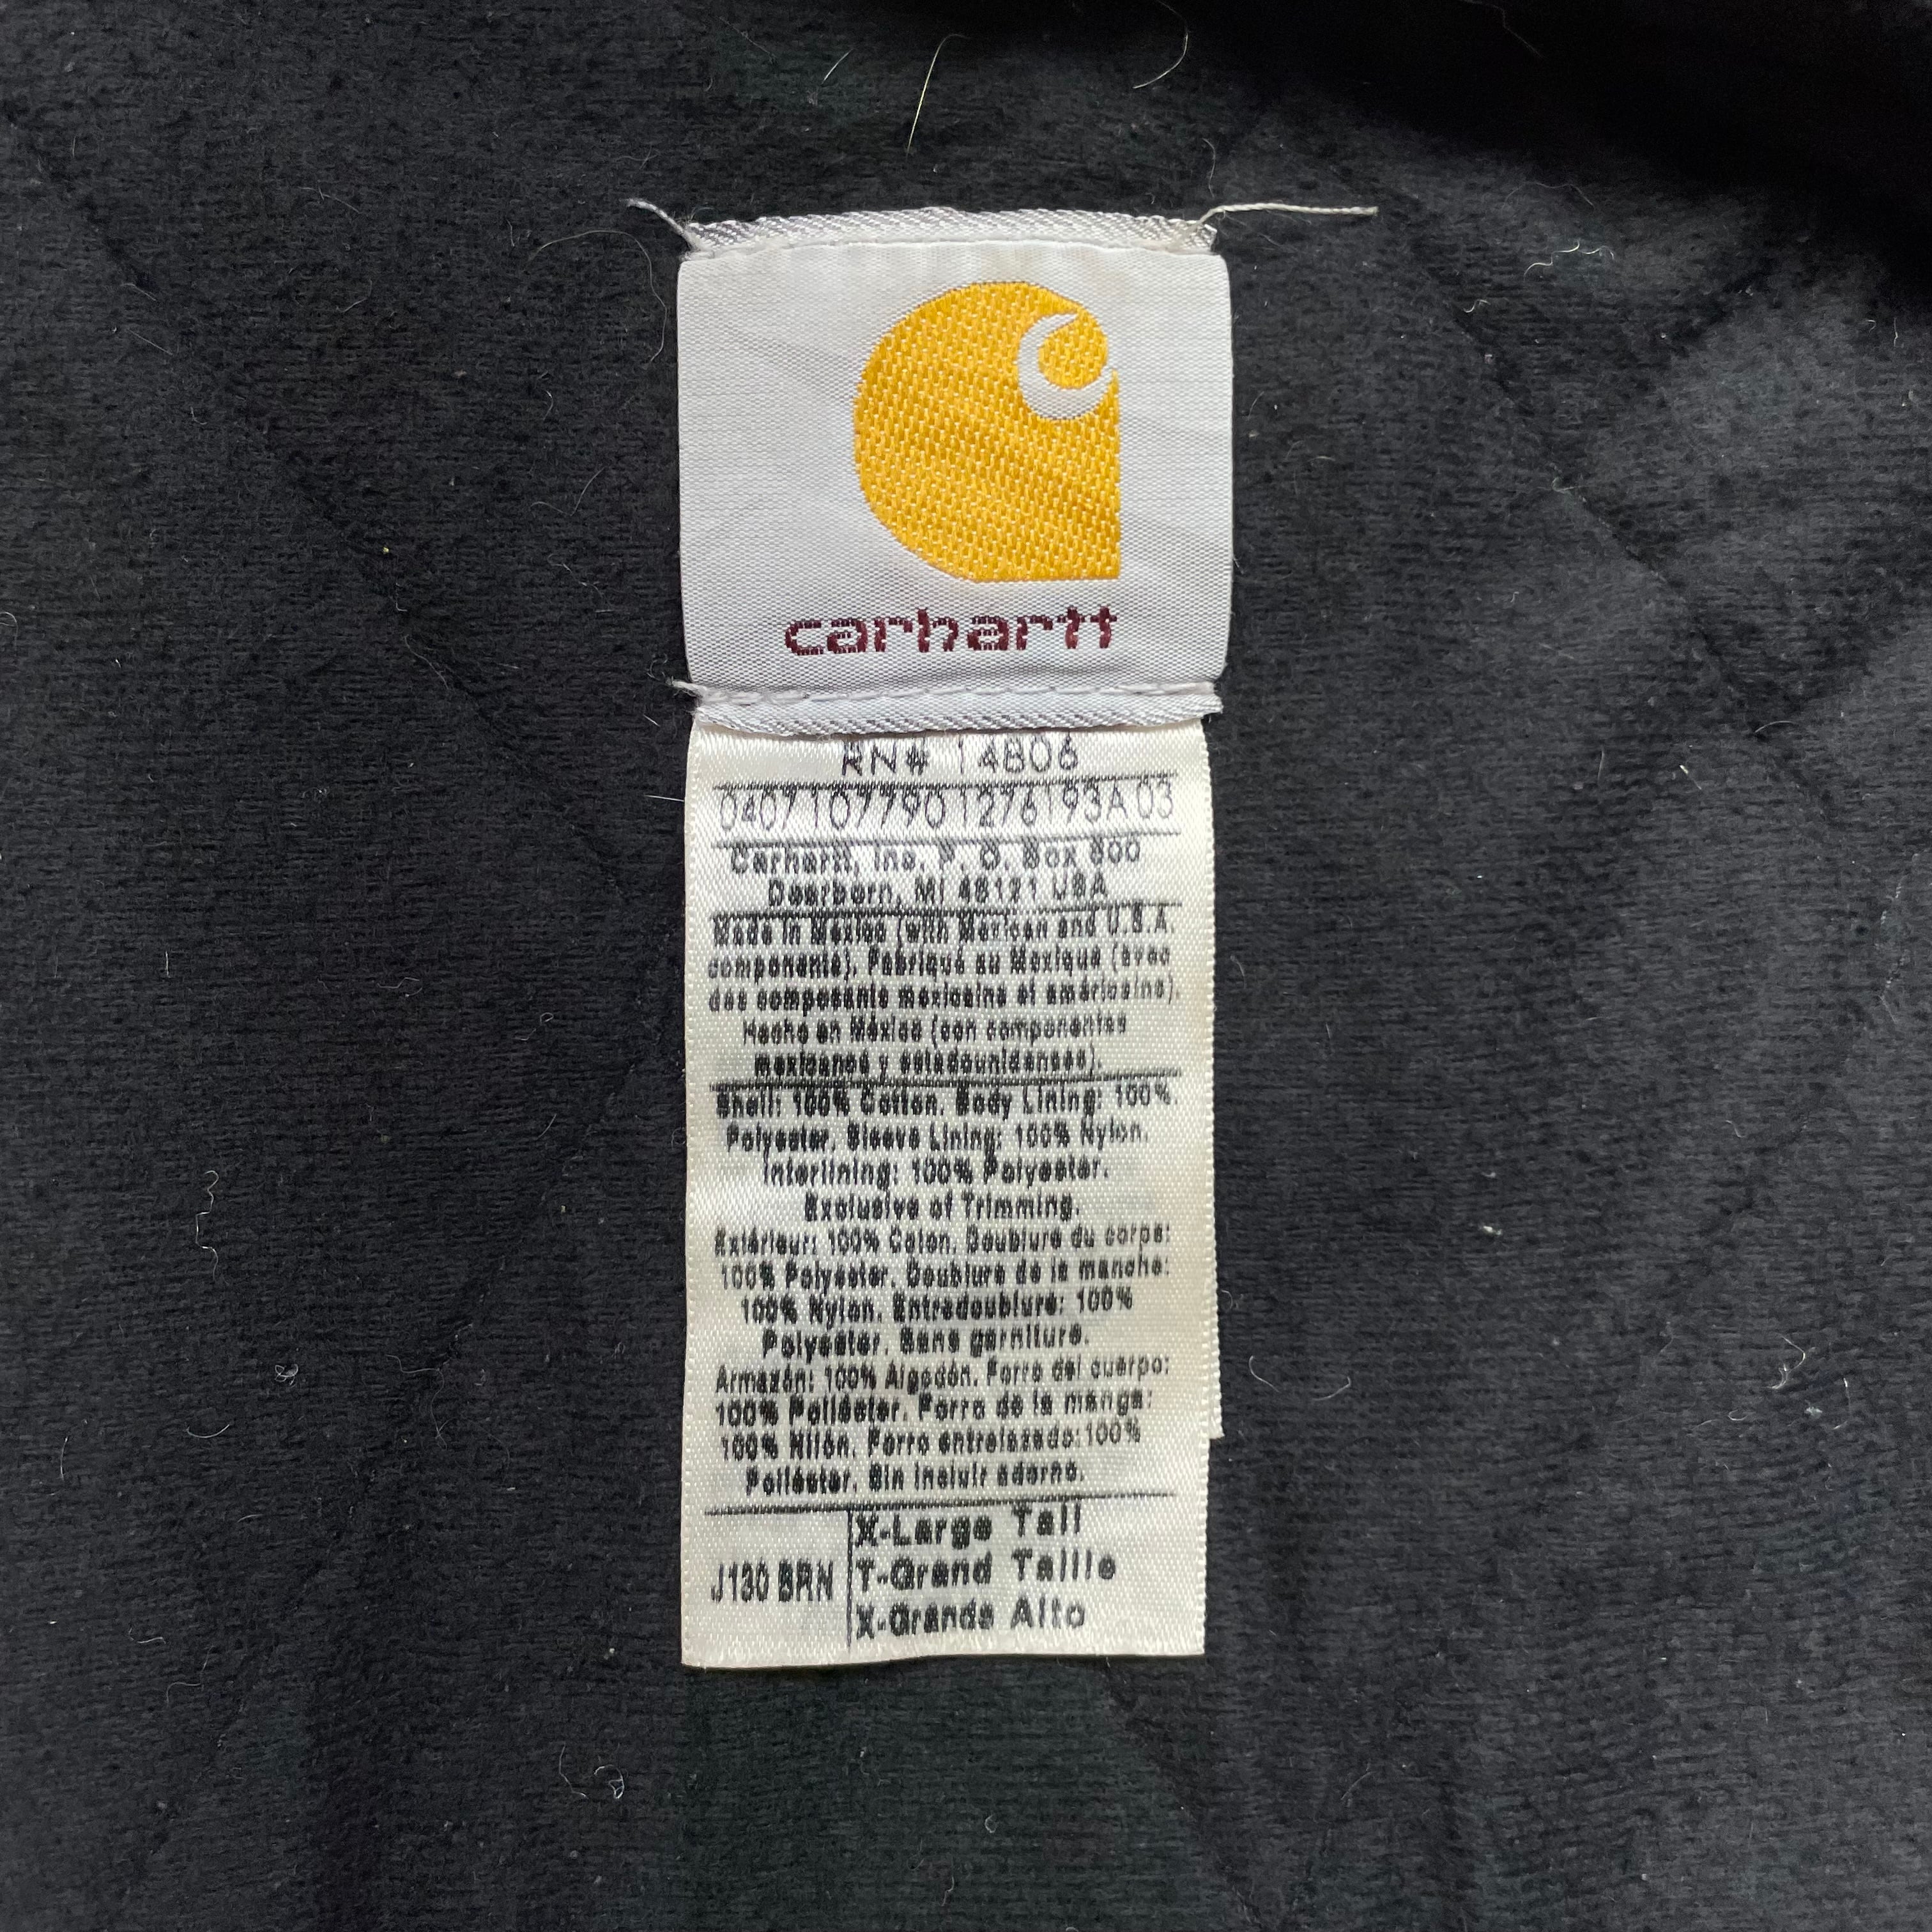 carhartt
RN# 14806
04071077901276193A03
Carhartt, Inc. P. O. Box 600
Dearborn, MI 48121 USA
Made in Mexico (with Mexican and U.S.A.
components). Fabriqué au Mexique (avec
des composants mexicains et américains).
Hecho en México (con componentes
mexicanos y estadounidenses).
Shell: 100% Cotton. Body Lining: 100%.
Polyester. Sleeve Lining: 100% Nylon.
Interlining: 100% Polyester.
Exclusive of Trimming.
Extérieur: 100% Coton. Doublure du corps:
100% Polyester. Doublure de la manche:
100% Nylon. Entredoublure: 100%
Polyester. Sans garniture.
Armazón: 100% Algodón. Forro del cuerpo:
100% Poliéster. Forro de la manga:
100% Nilón. Forro entrelazado:100%
Poliéster. Sin incluir adorno.
J130 BRN
X-Large Tall
T-Grand Taille
X-Grande Alto